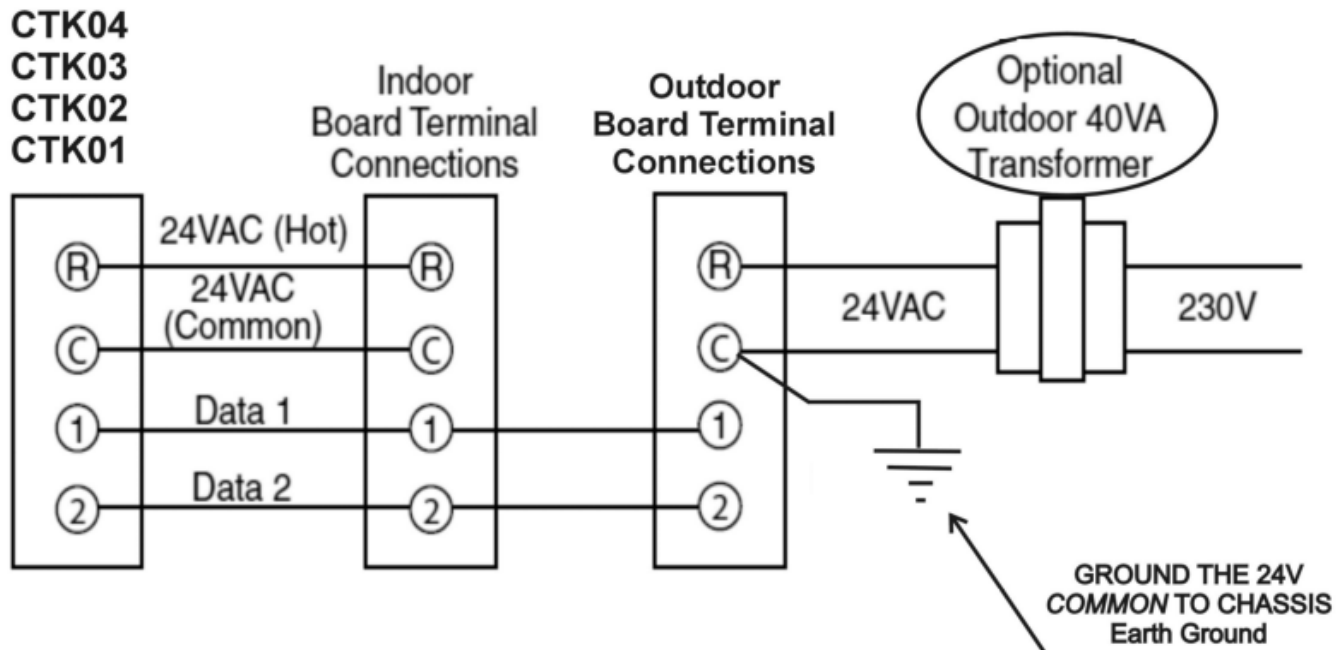 CTK04
CTK03
CTK02
CTK01
Indoor
Board Terminal
Connections
Outdoor
Board Terminal
Connections
Optional
Outdoor 40VA
Transformer
R
24VAC (Hot)
R
R
24VAC
(Common)
C
C
C
24VAC
230V
1
Data 1
1
1
2
Data 2
2
2
GROUND THE 24V
COMMON TO CHASSIS
Earth Ground